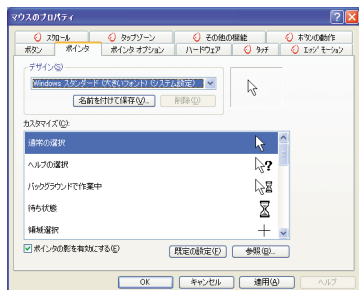 マウスのプロパティ
スクロール タップゾーン その他の機能 ボタンの動作
ボタン ポインタ ポインタ オプション ハードウェア タッチ エッジ モーション
デザイン(S)
Windows スタンダード (大きいフォント) (システム設定)
名前を付けて保存(V)... 削除(D)
カスタマイズ(C):
通常の選択
ヘルプの選択
バックグラウンドで作業中
待ち状態
領域選択
ポインタの影を有効にする(E) 既定の設定(F) 参照(B)...
OK キャンセル 適用(A) ヘルプ